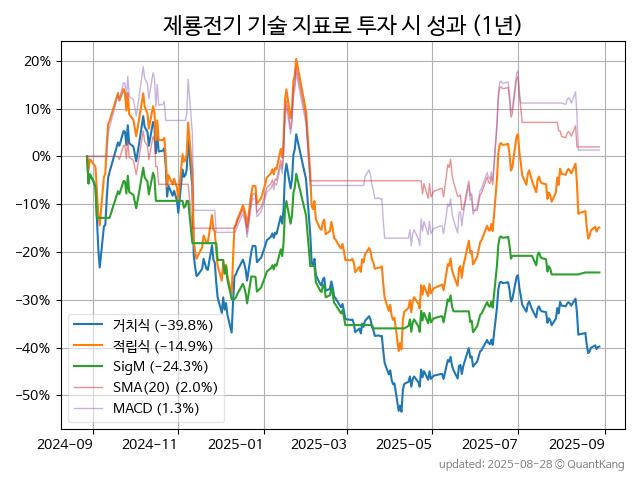 제룡전기 기술 지표로 투자 시 성과 (1년)
20%
10%
0%
−10%
−20%
−30%
−40%
−50%
거치식 (−39.8%)
적립식 (−14.9%)
SigM (−24.3%)
SMA(20) (2.0%)
MACD (1.3%)
2024-09 2024-11 2025-01 2025-03 2025-05 2025-07 2025-09
updated: 2025-08-28 © QuantKang